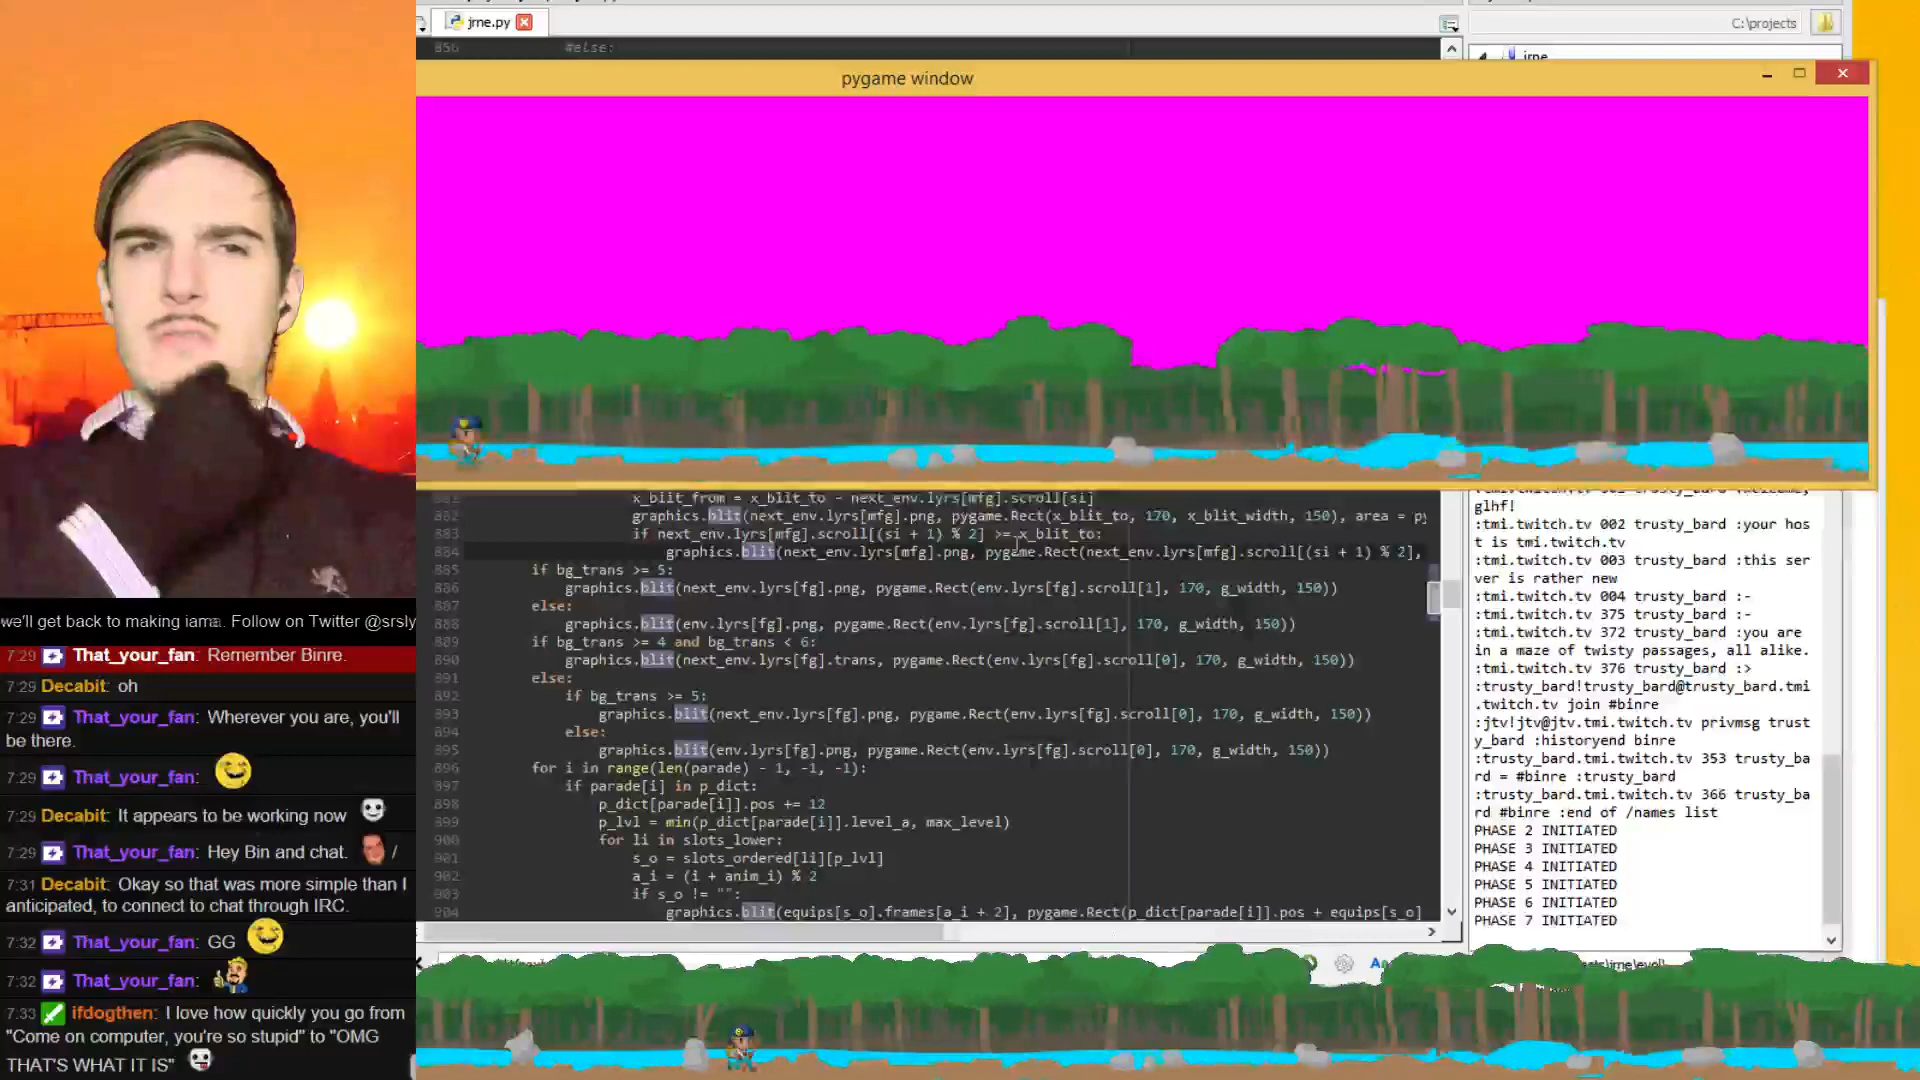 jrne.py
C:\projects
856 #else:
jrne
pygame window
x_blit_from = x_blit_to - next_env.lyrs[mfg].scroll[si]
882 graphics.blit(next_env.lyrs[mfg].png, pygame.Rect(x_blit_to, 170, x_blit_width, 150), area = py
883 if next_env.lyrs[mfg].scroll[(si + 1) % 2] >= x_blit_to:
884 graphics.blit(next_env.lyrs[mfg].png, pygame.Rect(next_env.lyrs[mfg].scroll[(si + 1) % 2],
885 if bg_trans >= 5:
886 graphics.blit(next_env.lyrs[fg].png, pygame.Rect(env.lyrs[fg].scroll[1], 170, g_width, 150))
887 else:
888 graphics.blit(env.lyrs[fg].png, pygame.Rect(env.lyrs[fg].scroll[1], 170, g_width, 150))
889 if bg_trans >= 4 and bg_trans < 6:
890 graphics.blit(next_env.lyrs[fg].trans, pygame.Rect(env.lyrs[fg].scroll[0], 170, g_width, 150))
891 else:
892 if bg_trans >= 5:
893 graphics.blit(next_env.lyrs[fg].png, pygame.Rect(env.lyrs[fg].scroll[0], 170, g_width, 150))
894 else:
895 graphics.blit(env.lyrs[fg].png, pygame.Rect(env.lyrs[fg].scroll[0], 170, g_width, 150))
896 for i in range(len(parade) - 1, -1, -1):
897 if parade[i] in p_dict:
898 p_dict[parade[i]].pos += 12
899 p_lvl = min(p_dict[parade[i]].level_a, max_level)
900 for li in slots_lower:
901 s_o = slots_ordered[li][p_lvl]
902 a_i = (i + anim_i) % 2
903 if s_o != "":
904 graphics.blit(equips[s_o].frames[a_i + 2], pygame.Rect(p_dict[parade[i]].pos + equips[s_o]
glhf!
:tmi.twitch.tv 002 trusty_bard :your hos
t is tmi.twitch.tv
:tmi.twitch.tv 003 trusty_bard :this ser
ver is rather new
:tmi.twitch.tv 004 trusty_bard :-
:tmi.twitch.tv 375 trusty_bard :-
:tmi.twitch.tv 372 trusty_bard :you are
in a maze of twisty passages, all alike.
:tmi.twitch.tv 376 trusty_bard :>
:trusty_bard!trusty_bard@trusty_bard.tmi
.twitch.tv join #binre
:jtv!jtv@jtv.tmi.twitch.tv privmsg trust
y_bard :historyend binre
:trusty_bard.tmi.twitch.tv 353 trusty_ba
rd = #binre :trusty_bard
:trusty_bard.tmi.twitch.tv 366 trusty_ba
rd #binre :end of /names list
PHASE 2 INITIATED
PHASE 3 INITIATED
PHASE 4 INITIATED
PHASE 5 INITIATED
PHASE 6 INITIATED
PHASE 7 INITIATED
we'll get back to making iama. Follow on Twitter @srsly
7:29 That_your_fan: Remember Binre.
7:29 Decabit: oh
7:29 That_your_fan: Wherever you are, you'll
be there.
7:29 That_your_fan:
7:29 Decabit: It appears to be working now
7:29 That_your_fan: Hey Bin and chat. /
7:31 Decabit: Okay so that was more simple than I
anticipated, to connect to chat through IRC.
7:32 That_your_fan: GG
7:32 That_your_fan:
7:33 ifdogthen: I love how quickly you go from
"Come on computer, you're so stupid" to "OMG
THAT'S WHAT IT IS"